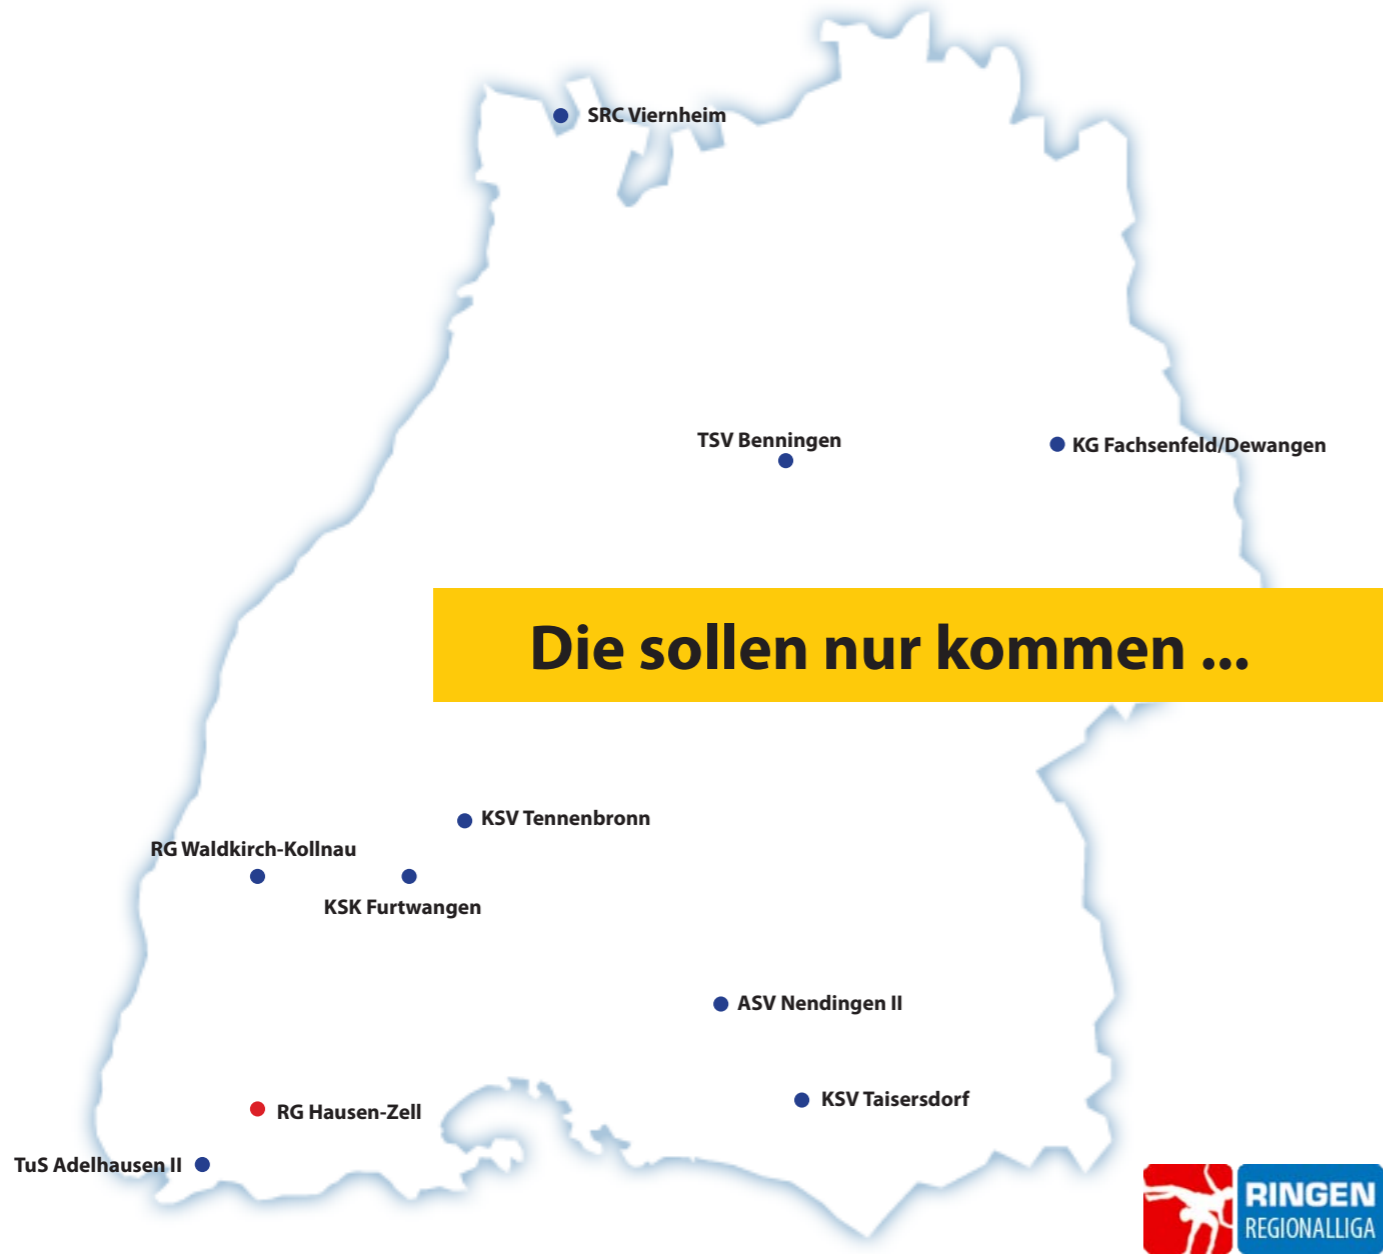 SRC Viernheim
TSV Benningen
KG Fachsenfeld/Dewangen
Die sollen nur kommen ...
KSV Tennenbronn
RG Waldkirch-Kollnau
KSK Furtwangen
ASV Nendingen II
KSV Taisersdorf
RG Hausen-Zell
TuS Adelhausen II
RINGEN
REGIONALLIGA